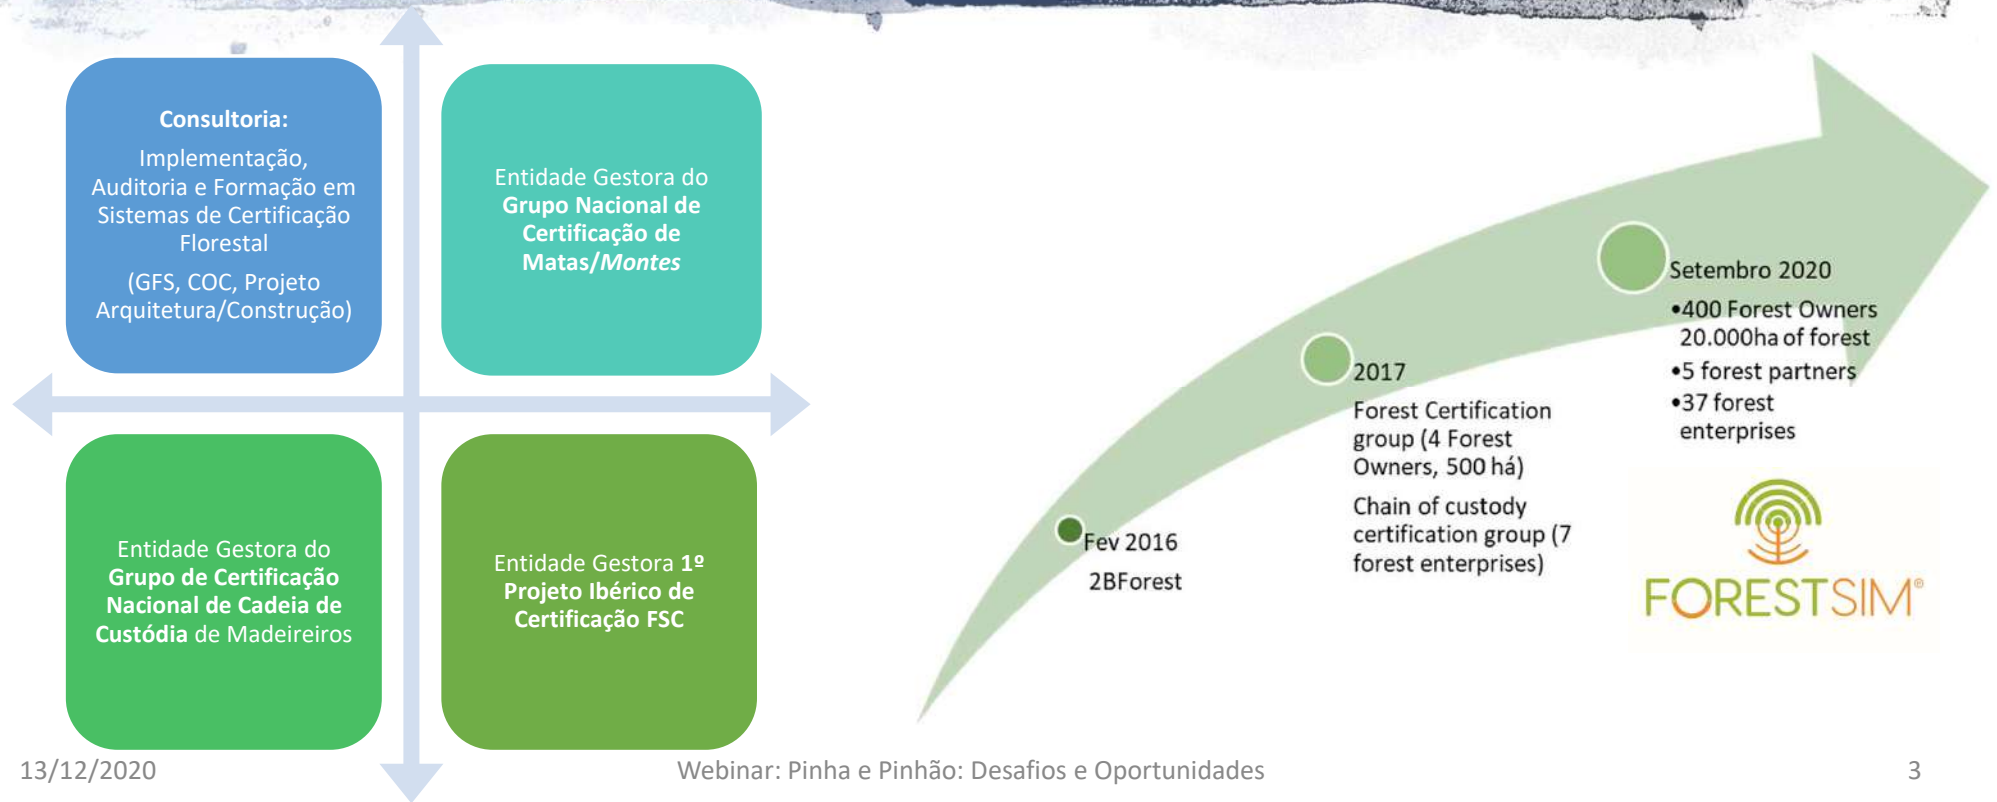 Consultoria:
Implementação,
Auditoria e Formação em
Sistemas de Certificação
Florestal
(GFS, COC, Projeto
Arquitetura/Construção)
Entidade Gestora do
Grupo Nacional de
Certificação de
Matas/Montes
Entidade Gestora do
Grupo de Certificação
Nacional de Cadeia de
Custódia de Madeireiros
Entidade Gestora 1º
Projeto Ibérico de
Certificação FSC
Fev 2016
2BForest
2017
Forest Certification
group (4 Forest
Owners, 500 há)
Chain of custody
certification group (7
forest enterprises)
Setembro 2020
•400 Forest Owners
20.000ha of forest
•5 forest partners
•37 forest
enterprises
FORESTSIM®
13/12/2020
Webinar: Pinha e Pinhão: Desafios e Oportunidades
3